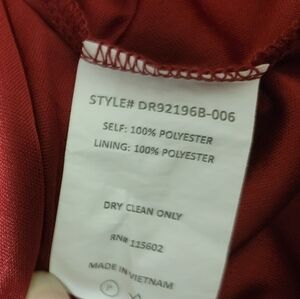 STYLE# DR92196B-006
SELF: 100% POLYESTER
LINING: 100% POLYESTER
DRY CLEAN ONLY
RN# 115602
MADE IN VIETNAM